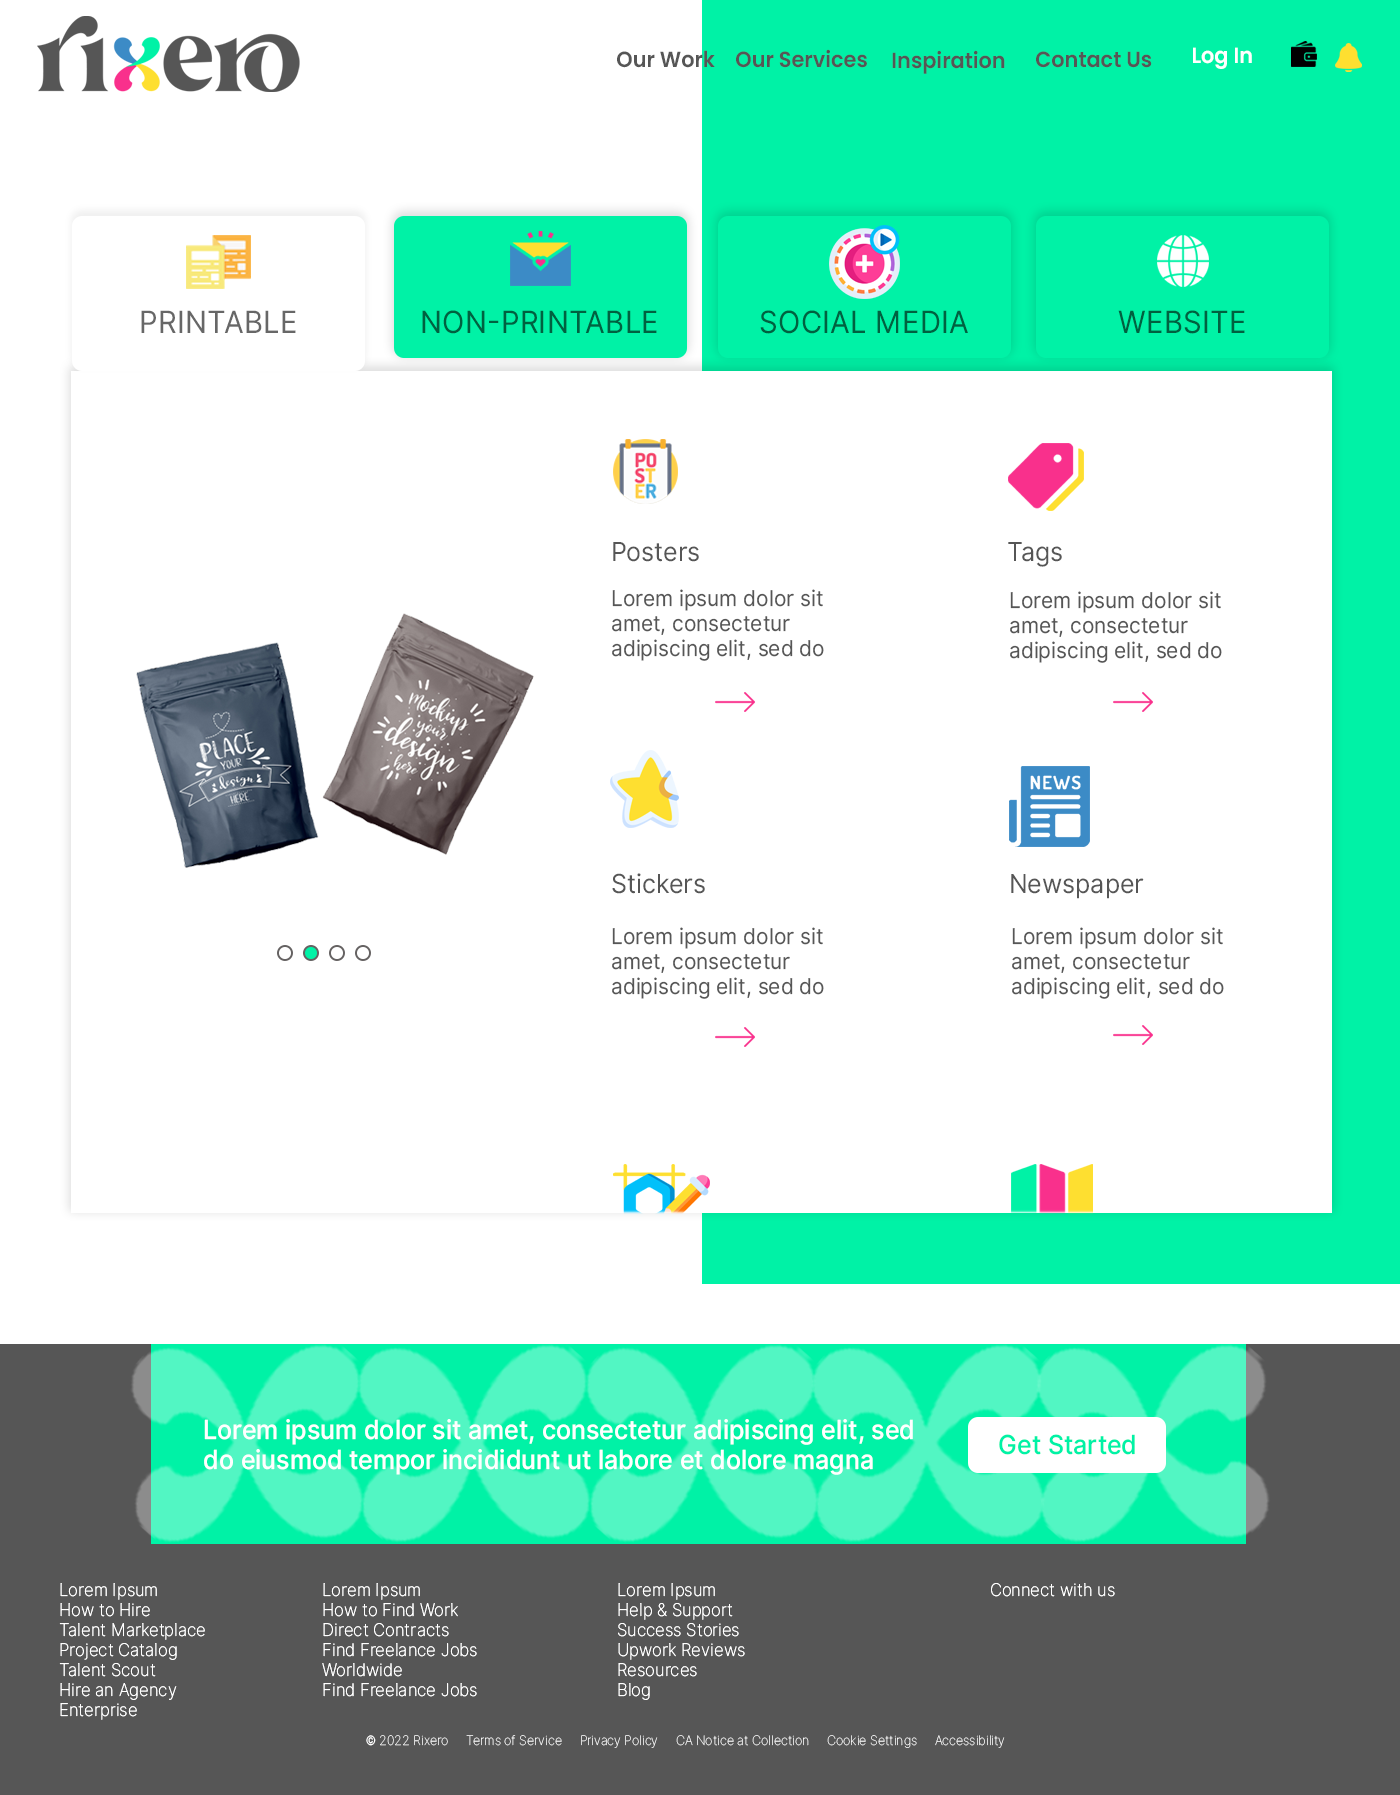 rixero
Our Work Our Services Inspiration Contact Us Log In
PRINTABLE
NON-PRINTABLE
SOCIAL MEDIA
WEBSITE
PLACE
YOUR
design
HERE
mockup
your
design
here
PO
ST
ER
Posters
Lorem ipsum dolor sit
amet, consectetur
adipiscing elit, sed do
Tags
Lorem ipsum dolor sit
amet, consectetur
adipiscing elit, sed do
Stickers
Lorem ipsum dolor sit
amet, consectetur
adipiscing elit, sed do
NEWS
Newspaper
Lorem ipsum dolor sit
amet, consectetur
adipiscing elit, sed do
Lorem ipsum dolor sit amet, consectetur adipiscing elit, sed
do eiusmod tempor incididunt ut labore et dolore magna
Get Started
Lorem Ipsum
How to Hire
Talent Marketplace
Project Catalog
Talent Scout
Hire an Agency
Enterprise
Lorem Ipsum
How to Find Work
Direct Contracts
Find Freelance Jobs
Worldwide
Find Freelance Jobs
Lorem Ipsum
Help & Support
Success Stories
Upwork Reviews
Resources
Blog
Connect with us
© 2022 Rixero Terms of Service Privacy Policy CA Notice at Collection Cookie Settings Accessibility